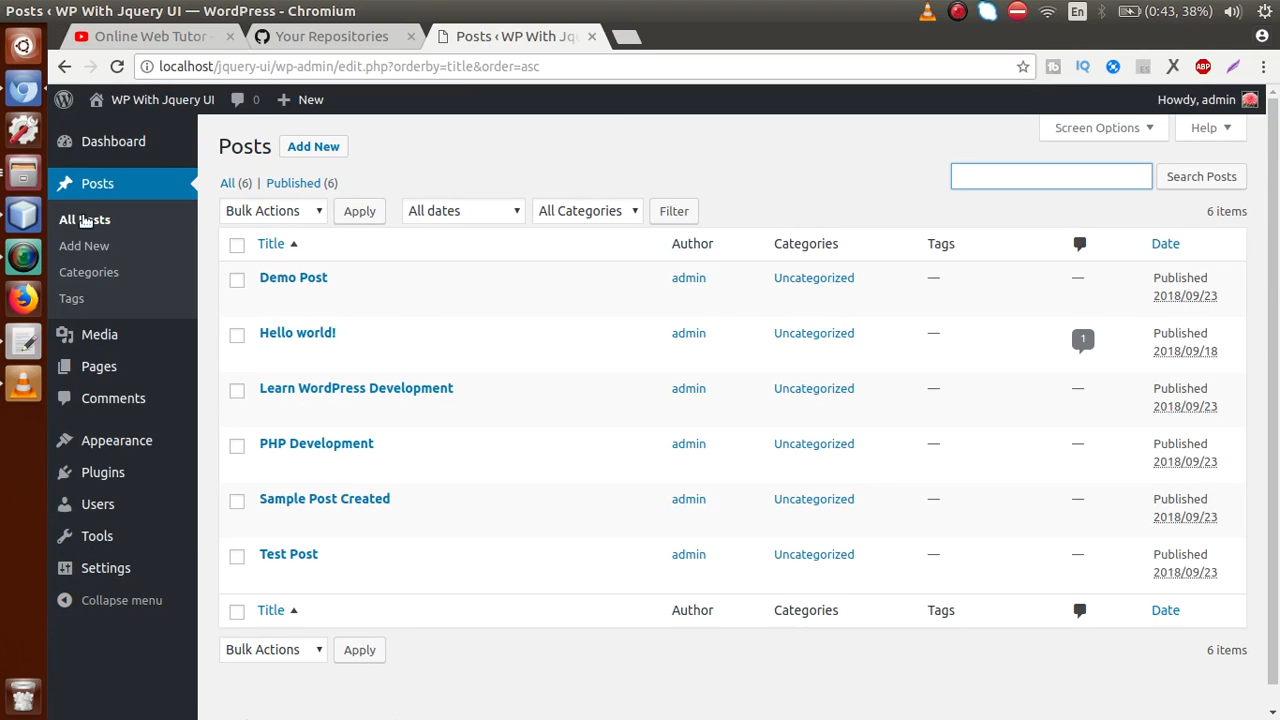 Posts ‹ WP With Jquery UI — WordPress - Chromium
En
(0:43, 38%)
Online Web Tutor -
Your Repositories
Posts ‹ WP With Jq
localhost/jquery-ui/wp-admin/edit.php?orderby=title&order=asc
WP With Jquery UI
0
New
Howdy, admin
Dashboard
Posts
All Posts
Add New
Categories
Tags
Media
Pages
Comments
Appearance
Plugins
Users
Tools
Settings
Collapse menu
Screen Options
Help
Posts
Add New
All (6) | Published (6)
Search Posts
Bulk Actions
Apply
All dates
All Categories
Filter
6 items
Title Author Categories Tags Date
Demo Post admin Uncategorized — — Published
2018/09/23
Hello world! admin Uncategorized — 1 Published
2018/09/18
Learn WordPress Development admin Uncategorized — — Published
2018/09/23
PHP Development admin Uncategorized — — Published
2018/09/23
Sample Post Created admin Uncategorized — — Published
2018/09/23
Test Post admin Uncategorized — — Published
2018/09/23
Title Author Categories Tags Date
Bulk Actions
Apply
6 items